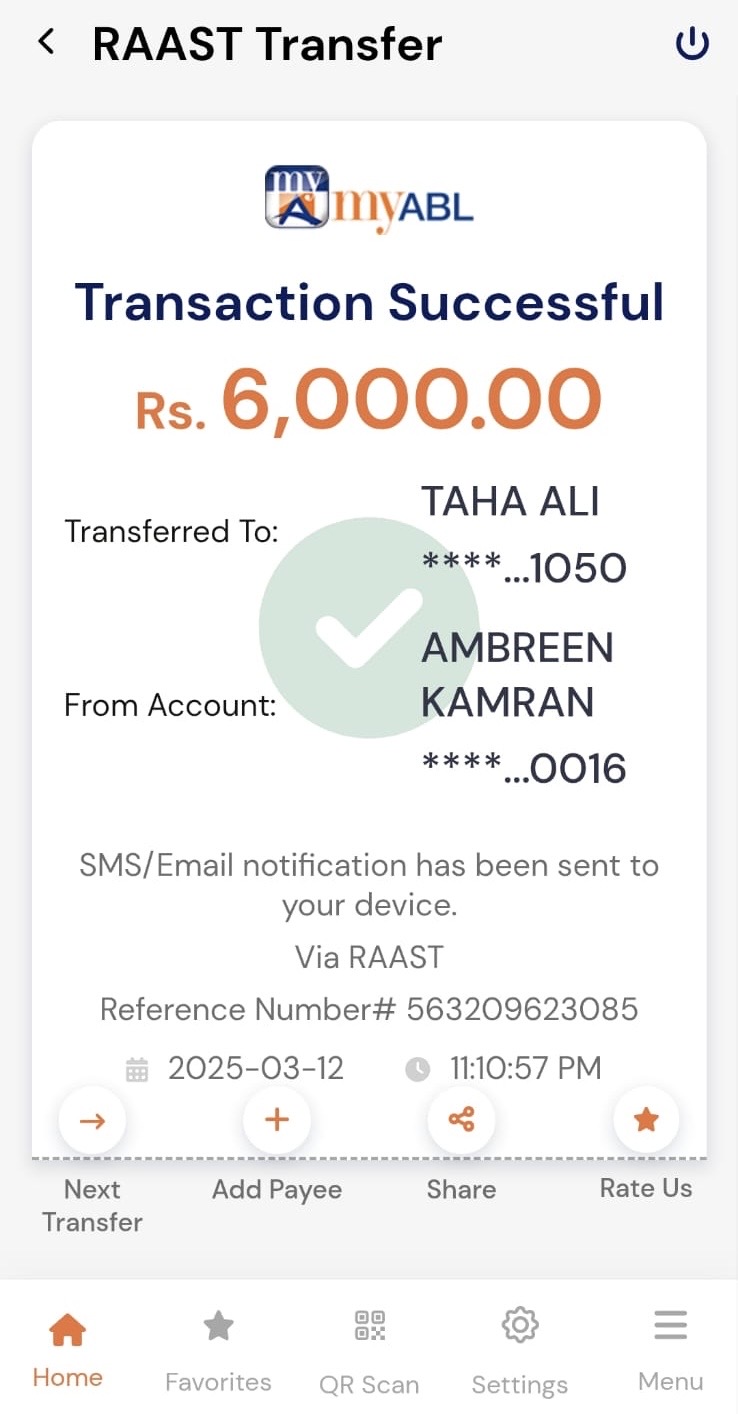 RAAST Transfer
my myABL
Transaction Successful
Rs. 6,000.00
Transferred To:
TAHA ALI
****...1050
From Account:
AMBREEN
KAMRAN
****...0016
SMS/Email notification has been sent to
your device.
Via RAAST
Reference Number# 563209623085
2025-03-12 11:10:57 PM
Next
Transfer
Add Payee
Share
Rate Us
Home
Favorites
QR Scan
Settings
Menu